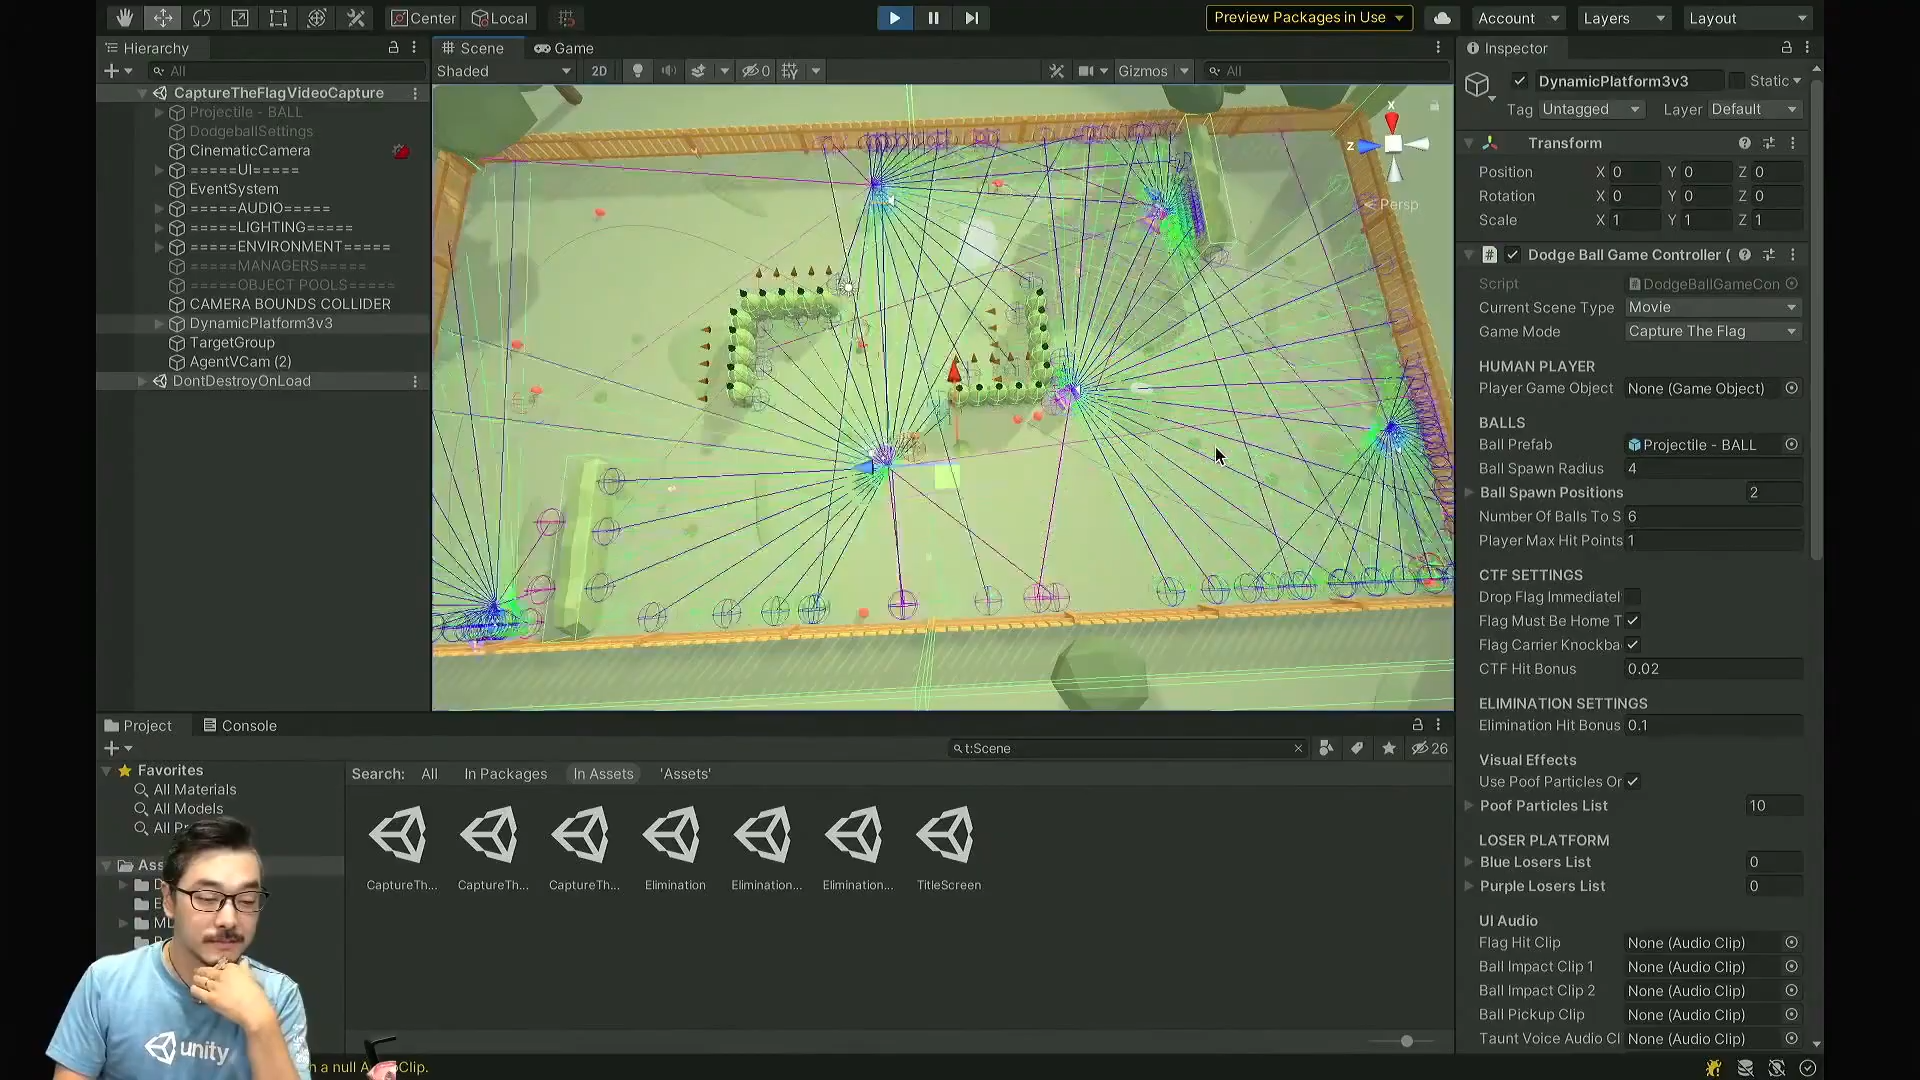 Center
Local
Preview Packages in Use
Account
Layers
Layout
Hierarchy
All
CaptureTheFlagVideoCapture
Projectile - BALL
DodgeballSettings
CinematicCamera
=====UI=====
EventSystem
=====AUDIO=====
=====LIGHTING=====
=====ENVIRONMENT=====
=====MANAGERS=====
=====OBJECT POOLS=====
CAMERA BOUNDS COLLIDER
DynamicPlatform3v3
TargetGroup
AgentVCam (2)
DontDestroyOnLoad
Scene
Game
Shaded
2D
0
Gizmos
All
x
z
Persp
Inspector
DynamicPlatform3v3
Static
Tag Untagged
Layer Default
Transform
Position X 0 Y 0 Z 0
Rotation X 0 Y 0 Z 0
Scale X 1 Y 1 Z 1
# Dodge Ball Game Controller (
Script DodgeBallGameCon
Current Scene Type Movie
Game Mode Capture The Flag
HUMAN PLAYER
Player Game Object None (Game Object)
BALLS
Ball Prefab Projectile - BALL
Ball Spawn Radius 4
Ball Spawn Positions 2
Number Of Balls To S 6
Player Max Hit Points 1
CTF SETTINGS
Drop Flag Immediatel
Flag Must Be Home T
Flag Carrier Knockba
CTF Hit Bonus 0.02
ELIMINATION SETTINGS
Elimination Hit Bonus 0.1
Visual Effects
Use Poof Particles Or
Poof Particles List 10
LOSER PLATFORM
Blue Losers List 0
Purple Losers List 0
UI Audio
Flag Hit Clip None (Audio Clip)
Ball Impact Clip 1 None (Audio Clip)
Ball Impact Clip 2 None (Audio Clip)
Ball Pickup Clip None (Audio Clip)
Taunt Voice Audio Cl None (Audio Clip)
Project
Console
t:Scene
26
Favorites
All Materials
All Models
All Pr
Ass
Search: All In Packages In Assets 'Assets'
CaptureTh...
CaptureTh...
CaptureTh...
Elimination
Elimination...
Elimination...
TitleScreen
unity
a null A
Clip.